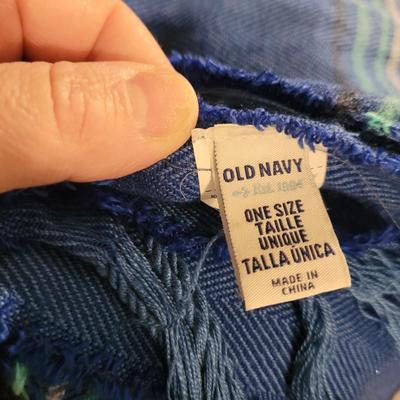 OLD NAVY
Est. 1994
ONE SIZE
TAILLE
UNIQUE
TALLA ÚNICA
MADE IN
CHINA